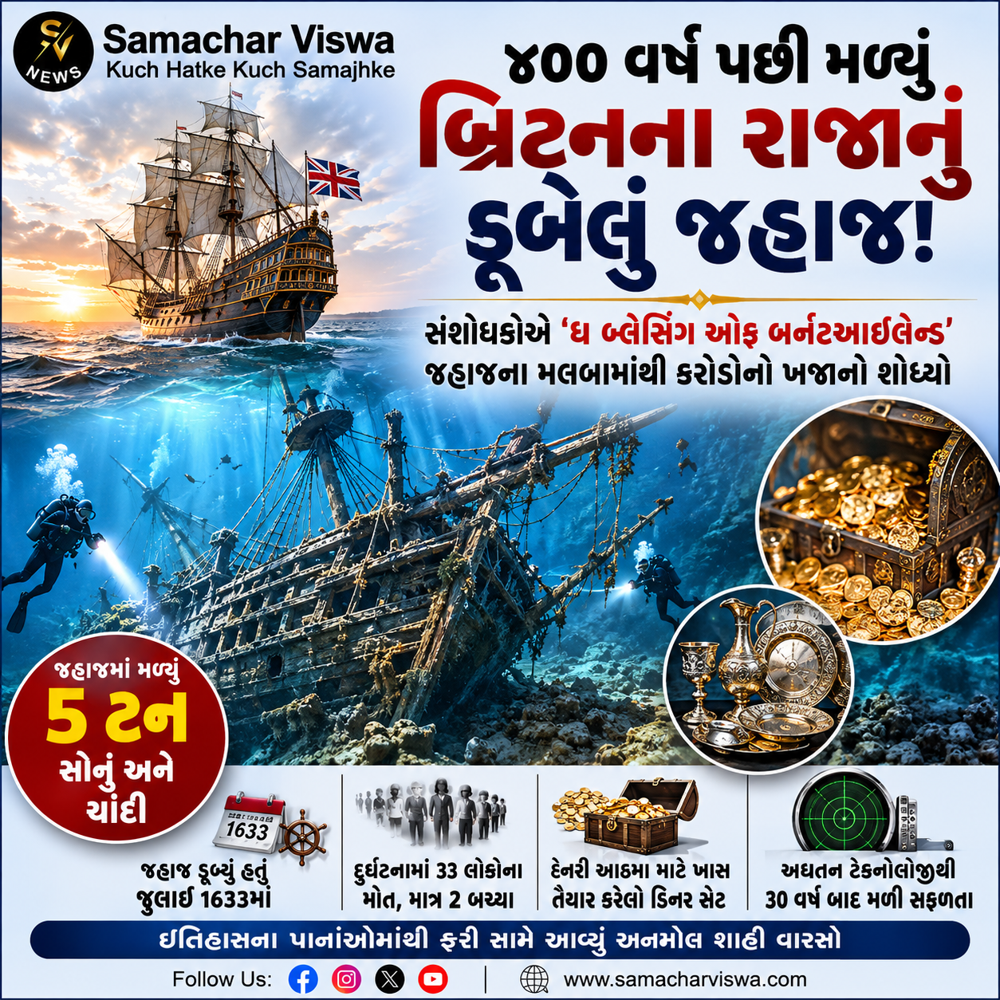 SV
NEWS
Samachar Viswa
Kuch Hatke Kuch Samajhke
૪૦૦ વર્ષ પછી મળ્યું
બ્રિટનના રાજાનું
ડૂબેલું જહાજ!
સંશોધકોએ ‘ધ બ્લેસિંગ ઓફ બર્નટઆઈલેન્ડ’
જહાજના મલબામાંથી કરોડોનો ખજાનો શોધ્યો
જહાજમાં મળ્યું
5 ટન
સોનું અને
ચાંદી
1633
જહાજ ડૂબ્યું હતું
જુલાઈ 1633માં
દુર્ઘટનામાં 33 લોકોના
મોત, માત્ર 2 બચ્યા
દેનરી આઠમા માટે ખાસ
તૈયાર કરેલો ડિનર સેટ
અદ્યતન ટેકનોલોજીથી
30 વર્ષ બાદ મળી સફળતા
ઇતિહાસના પાનાંઓમાંથી ફરી સામે આવ્યું અનમોલ શાહી વારસો
Follow Us:
www.samacharviswa.com